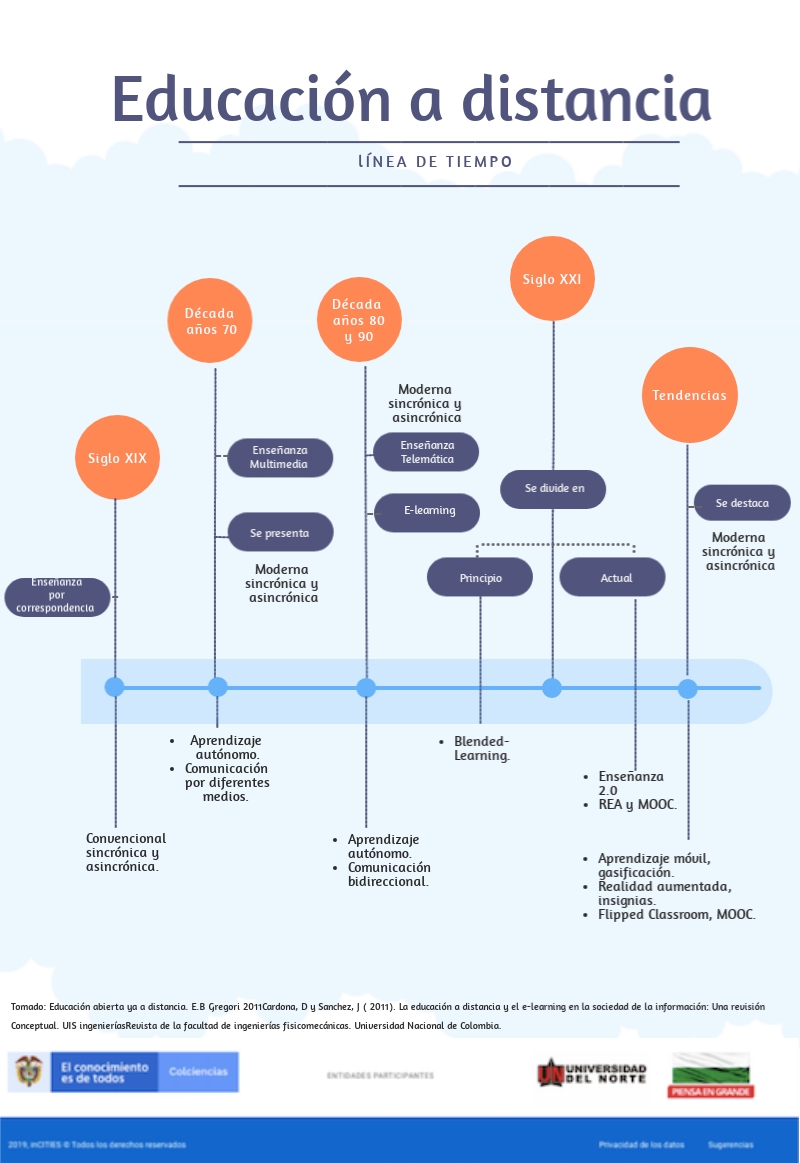 Educación a distancia
LÍNEA DE TIEMPO
Siglo XIX
Enseñanza
por
correspondencia
Convencional
sincrónica y
asincrónica.
Década
años 70
Enseñanza
Multimedia
Se presenta
Moderna
sincrónica y
asincrónica
• Aprendizaje
autónomo.
• Comunicación
por diferentes
medios.
Década
años 80
y 90
Moderna
sincrónica y
asincrónica
Enseñanza
Telemática
E-learning
• Aprendizaje
autónomo.
• Comunicación
bidireccional.
Siglo XXI
Se divide en
Principio
Actual
• Blended-
Learning.
• Enseñanza
2.0
• REA y MOOC.
Tendencias
Se destaca
Moderna
sincrónica y
asincrónica
• Aprendizaje móvil,
gasificación.
• Realidad aumentada,
insignias.
• Flipped Classroom, MOOC.
Tomado: Educación abierta ya a distancia. E.B Gregori 2011Cardona, D y Sanchez, J ( 2011). La educación a distancia y el e-learning en la sociedad de la información: Una revisión
Conceptual. UIS ingenieríasRevista de la facultad de ingenierías fisicomecánicas. Universidad Nacional de Colombia.
El conocimiento
es de todos
Colciencias
ENTIDADES PARTICIPANTES
UN UNIVERSIDAD
DEL NORTE
PIENSA EN GRANDE
2019, inCITIES © Todos los derechos reservados
Privacidad de los datos
Sugerencias